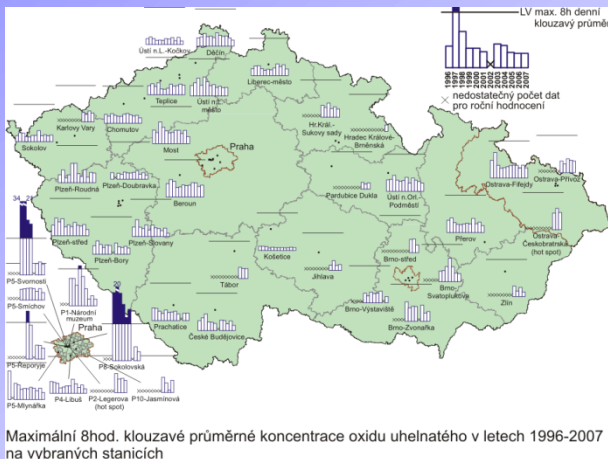 LV max. 8h denní
klouzavý průměr
1996
1997
1998
1999
2000
2001
2002
2003
2004
2005
2006
2007
nedostatečný počet dat
pro roční hodnocení
Ústí n.L.-Kočkov
Děčín
Teplice
Ústí n.L.-
město
Liberec-město
Karlovy Vary
Chomutov
Sokolov
Most
Praha
Hr.Král.-
Sukovy sady
Hradec Králové-
Brněnská
Plzeň-Roudná
Plzeň-Doubravka
Beroun
Pardubice Dukla
Ústí n.Orl.
Podměstí
Ostrava-Fifejdy
Ostrava-Přívoz
Plzeň-střed
Plzeň-Slovany
Plzeň-Bory
Košetice
Přerov
Ostrava-
Českobratrská
(hot spot)
Tábor
Jihlava
Brno-střed
Brno-
Svatoplukova
Zlín
Prachatice
České Budějovice
Brno-Výstaviště
Brno-Zvonařka
P5-Svornosti
P5-Smíchov
P1-Národní
muzeum
20
Praha
P5-Řeporyje
P8-Sokolovská
P5-Mlynářka
P4-Libuš
P2-Legerova
(hot spot)
P10-Jasmínová
Maximální 8hod. klouzavé průměrné koncentrace oxidu uhelnatého v letech 1996-2007
na vybraných stanicích